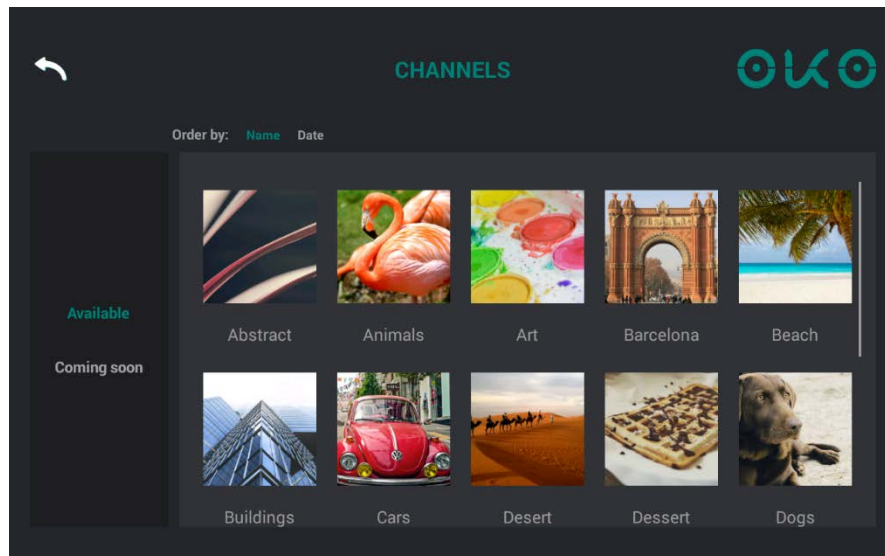 CHANNELS
OKO
Order by: Name Date
Available
Coming soon
Abstract Animals Art Barcelona Beach
Buildings Cars Desert Dessert Dogs